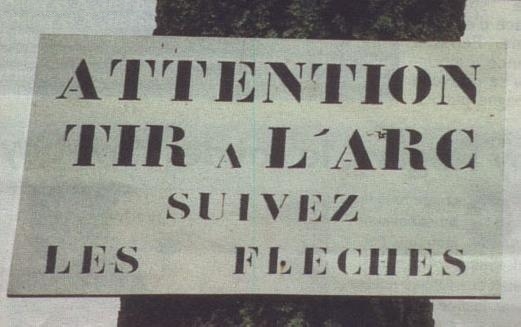 ATTENTION
TIR A L'ARC
SUIVEZ
LES FLECHES